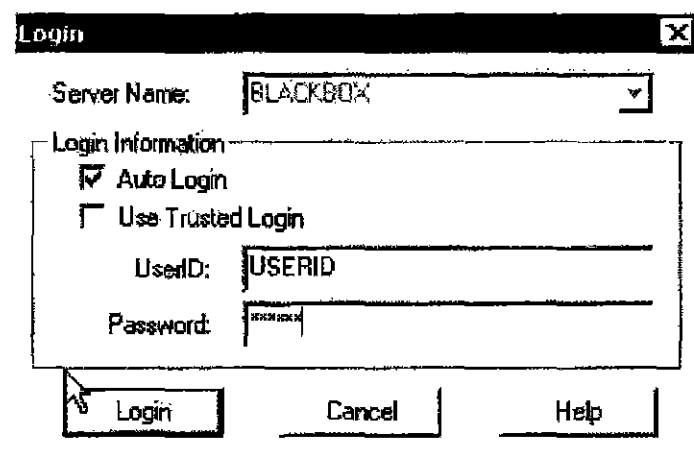 Login
Server Name: BLACKBOX
Login Information
Auto Login
Use Trusted Login
UserID: USERID
Password: ******
Login Cancel Help